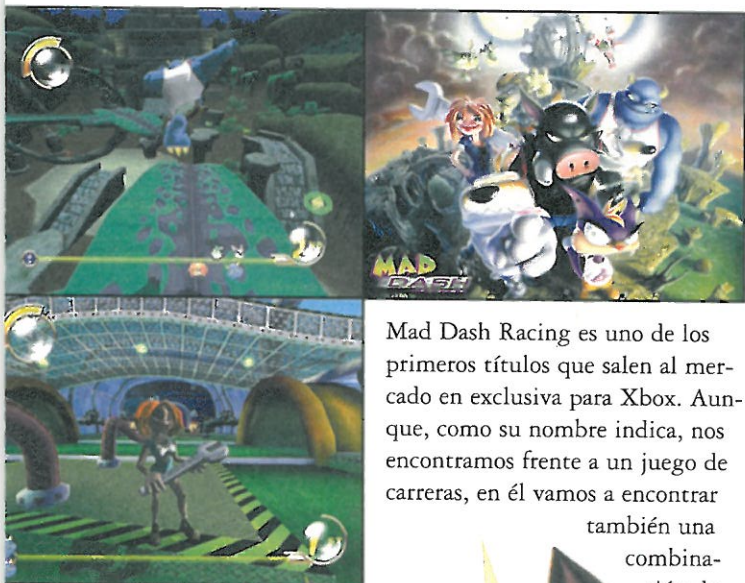 MAD
DASH
Mad Dash Racing es uno de los
primeros títulos que salen al mer-
cado en exclusiva para Xbox. Aun-
que, como su nombre indica, nos
encontramos frente a un juego de
carreras, en él vamos a encontrar
también una
combina-